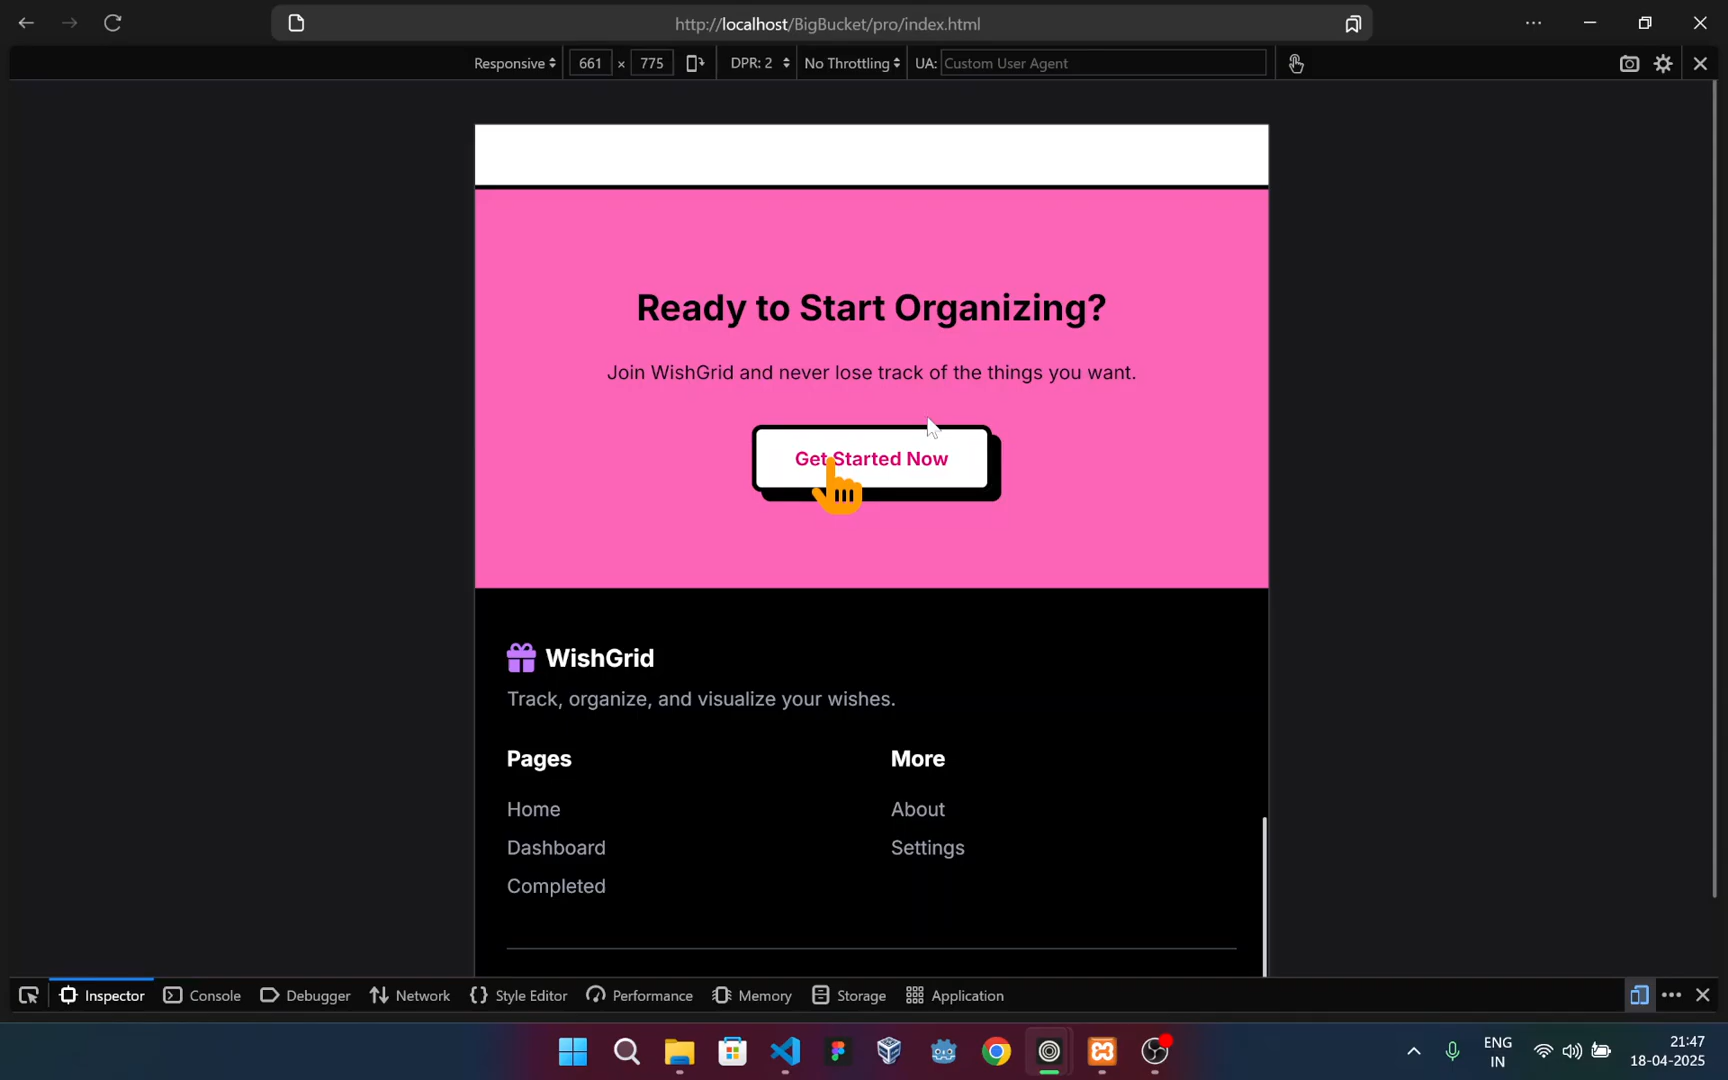 http://localhost/BigBucket/pro/index.html
Responsive 661 × 775 DPR: 2 No Throttling UA: Custom User Agent
Ready to Start Organizing?
Join WishGrid and never lose track of the things you want.
Get Started Now
WishGrid
Track, organize, and visualize your wishes.
Pages More
Home About
Dashboard Settings
Completed
Inspector Console Debugger Network Style Editor Performance Memory Storage Application
ENG 21:47
IN 18-04-2025